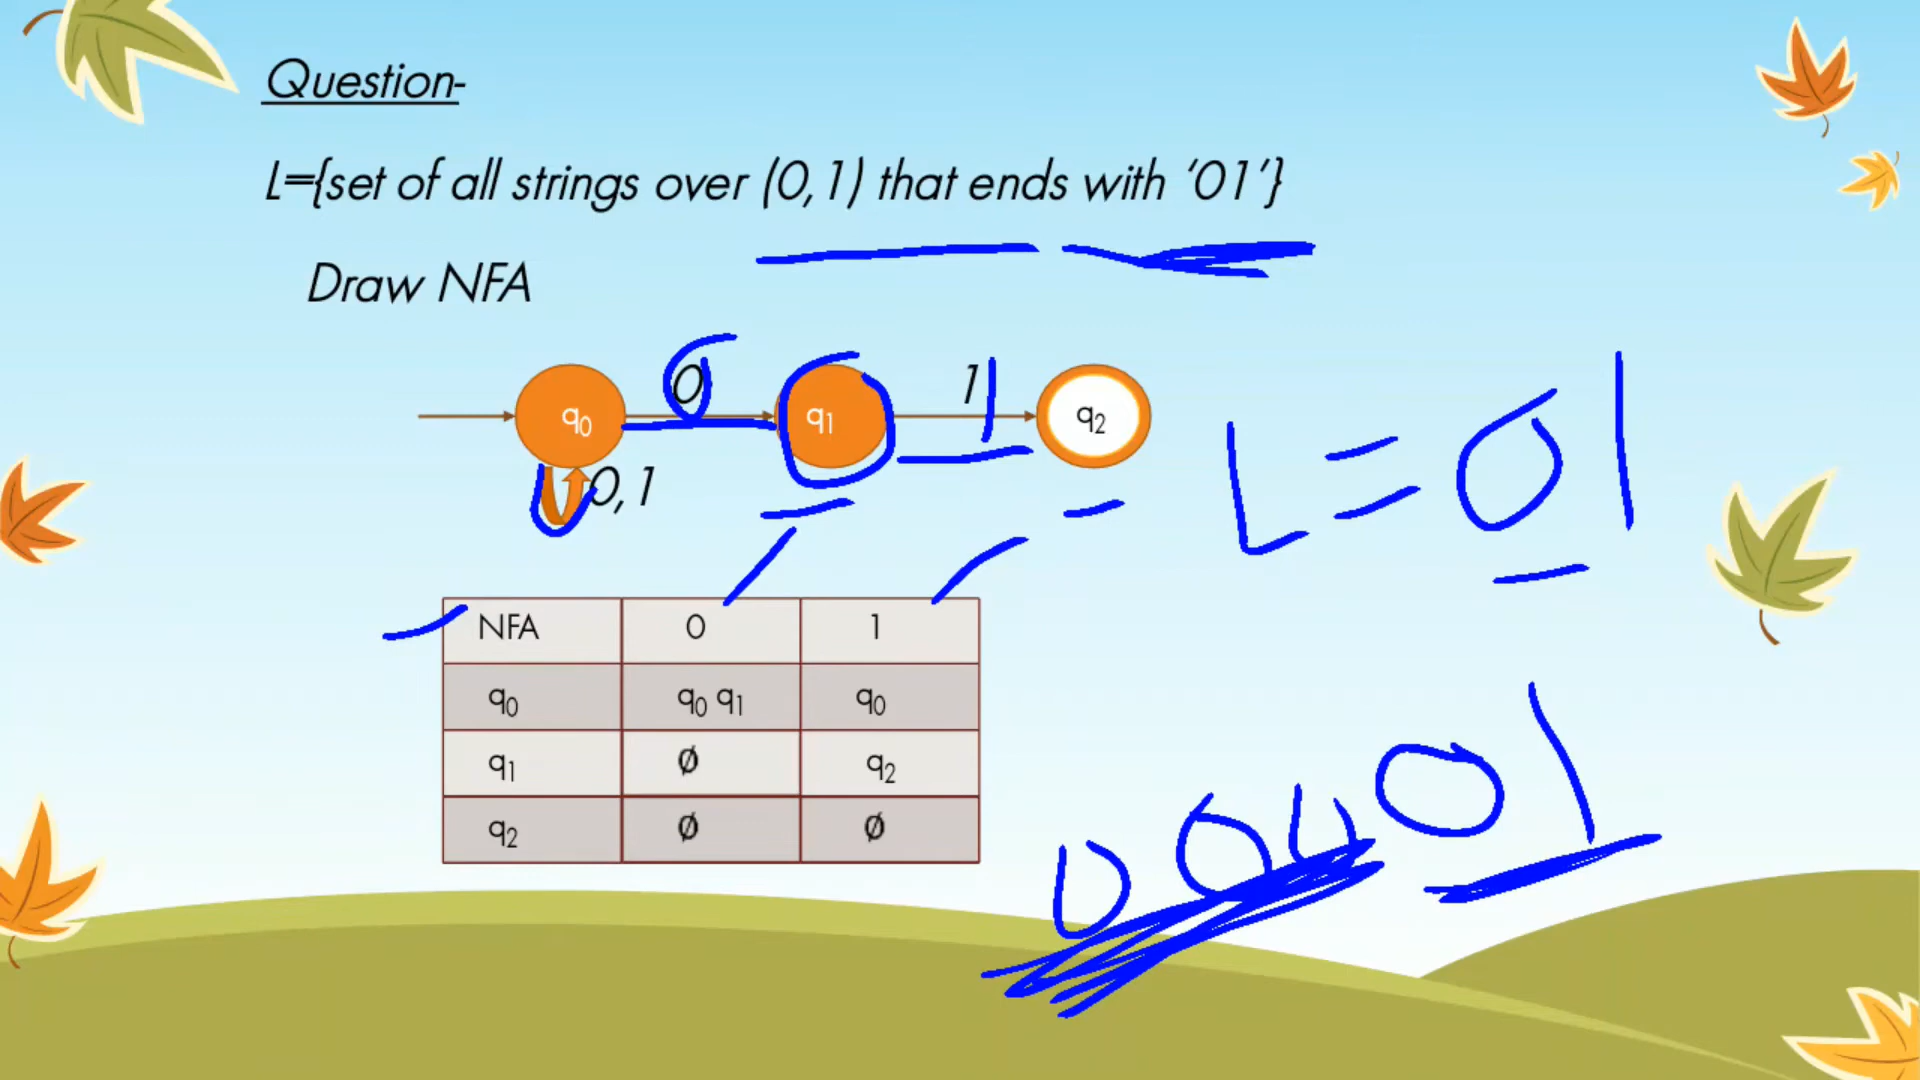 Question-
L={set of all strings over (0,1) that ends with ‘01’}
Draw NFA
0 1
q0 q1 q2
0,1
L=01
NFA 0 1
q0 q0 q1 q0
q1 ϕ q2
q2 ϕ ϕ
01